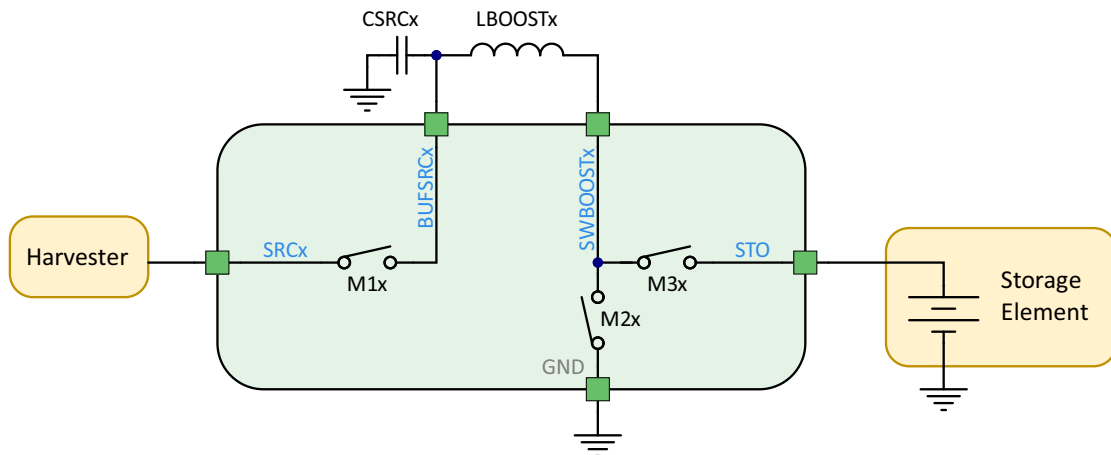 CSRCx
LBOOSTx
BUFSRCx
SWBOOSTx
Harvester
SRCx
M1x
M3x
STO
M2x
GND
Storage
Element